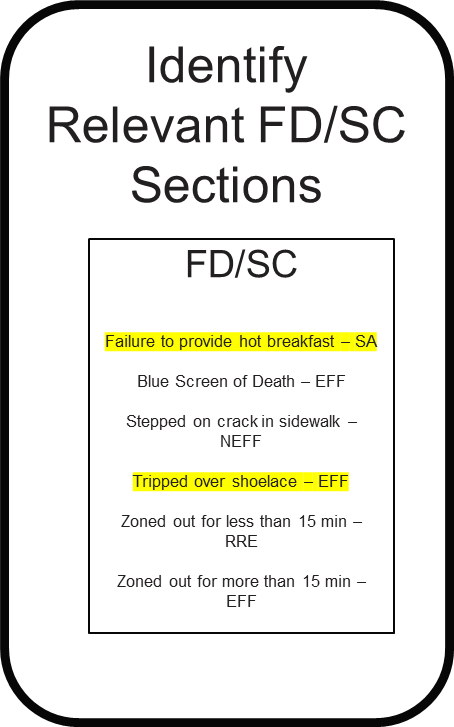 Identify
Relevant FD/SC
Sections
FD/SC
Failure to provide hot breakfast – SA
Blue Screen of Death – EFF
Stepped on crack in sidewalk –
NEFF
Tripped over shoelace – EFF
Zoned out for less than 15 min –
RRE
Zoned out for more than 15 min –
EFF